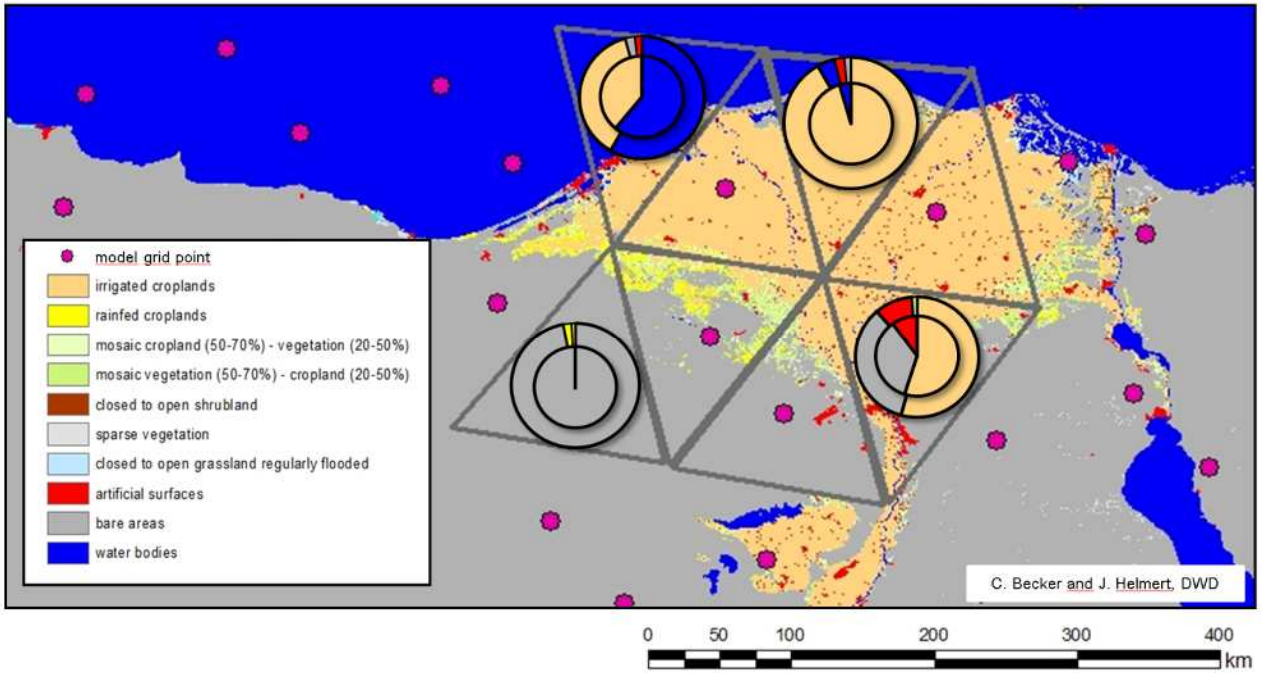 model grid point
irrigated croplands
rainfed croplands
mosaic cropland (50-70%) - vegetation (20-50%)
mosaic vegetation (50-70%) - cropland (20-50%)
closed to open shrubland
sparse vegetation
closed to open grassland regularly flooded
artificial surfaces
bare areas
water bodies
C. Becker and J. Helmert, DWD
0 50 100 200 300 400
km